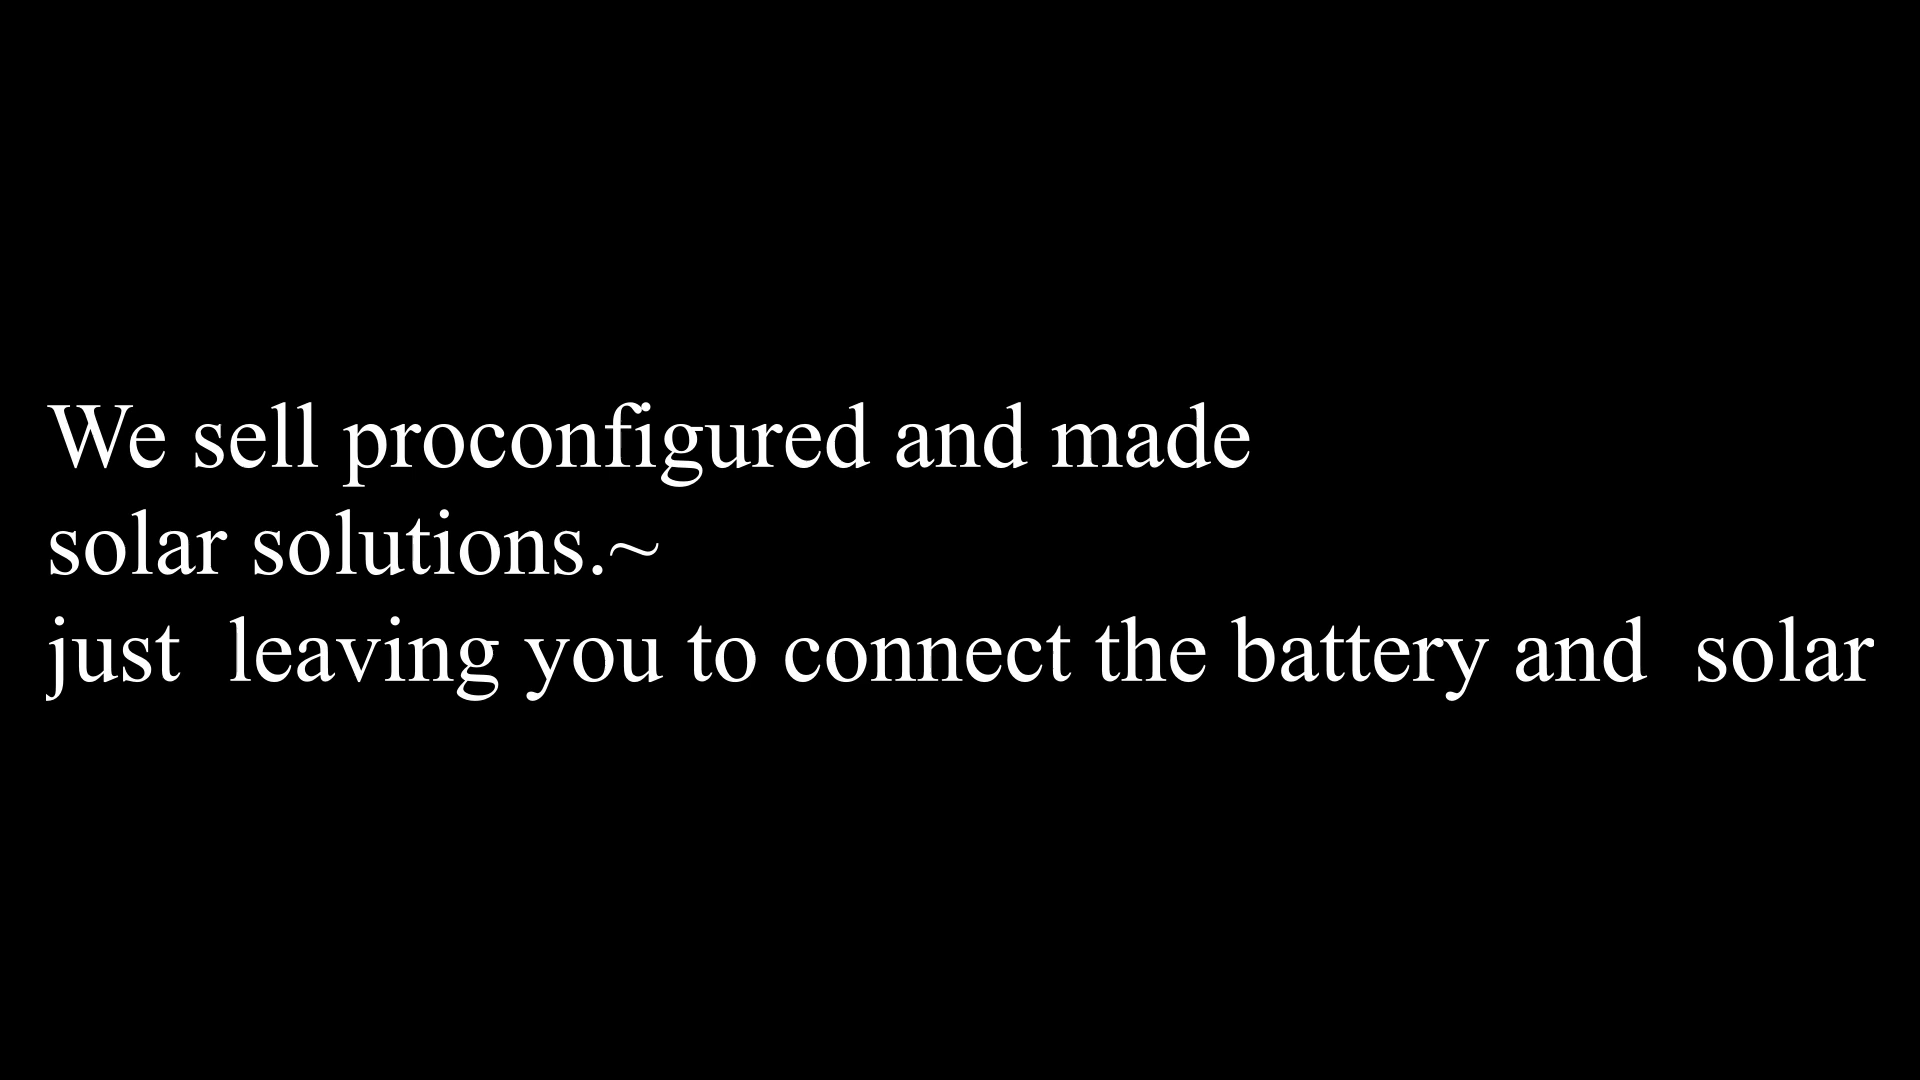 We sell proconfigured and made
solar solutions.~
just  leaving you to connect the battery and  solar